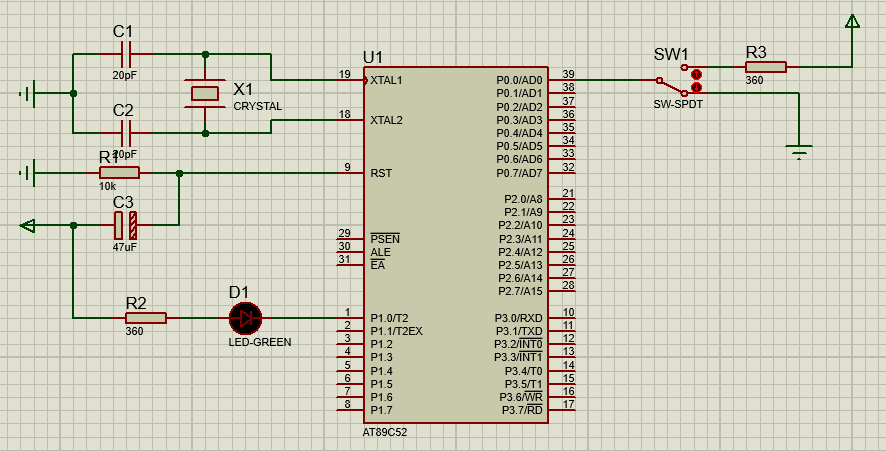 C1
20pF
X1
CRYSTAL
C2
20pF
R1
10k
C3
47uF
R2
360
D1
LED-GREEN
U1
19 XTAL1
18 XTAL2
9 RST
29 PSEN
30 ALE
31 EA
1 P1.0/T2
2 P1.1/T2EX
3 P1.2
4 P1.3
5 P1.4
6 P1.5
7 P1.6
8 P1.7
P0.0/AD0 39
P0.1/AD1 38
P0.2/AD2 37
P0.3/AD3 36
P0.4/AD4 35
P0.5/AD5 34
P0.6/AD6 33
P0.7/AD7 32
P2.0/A8 21
P2.1/A9 22
P2.2/A10 23
P2.3/A11 24
P2.4/A12 25
P2.5/A13 26
P2.6/A14 27
P2.7/A15 28
P3.0/RXD 10
P3.1/TXD 11
P3.2/INT0 12
P3.3/INT1 13
P3.4/T0 14
P3.5/T1 15
P3.6/WR 16
P3.7/RD 17
AT89C52
SW1
SW-SPDT
R3
360